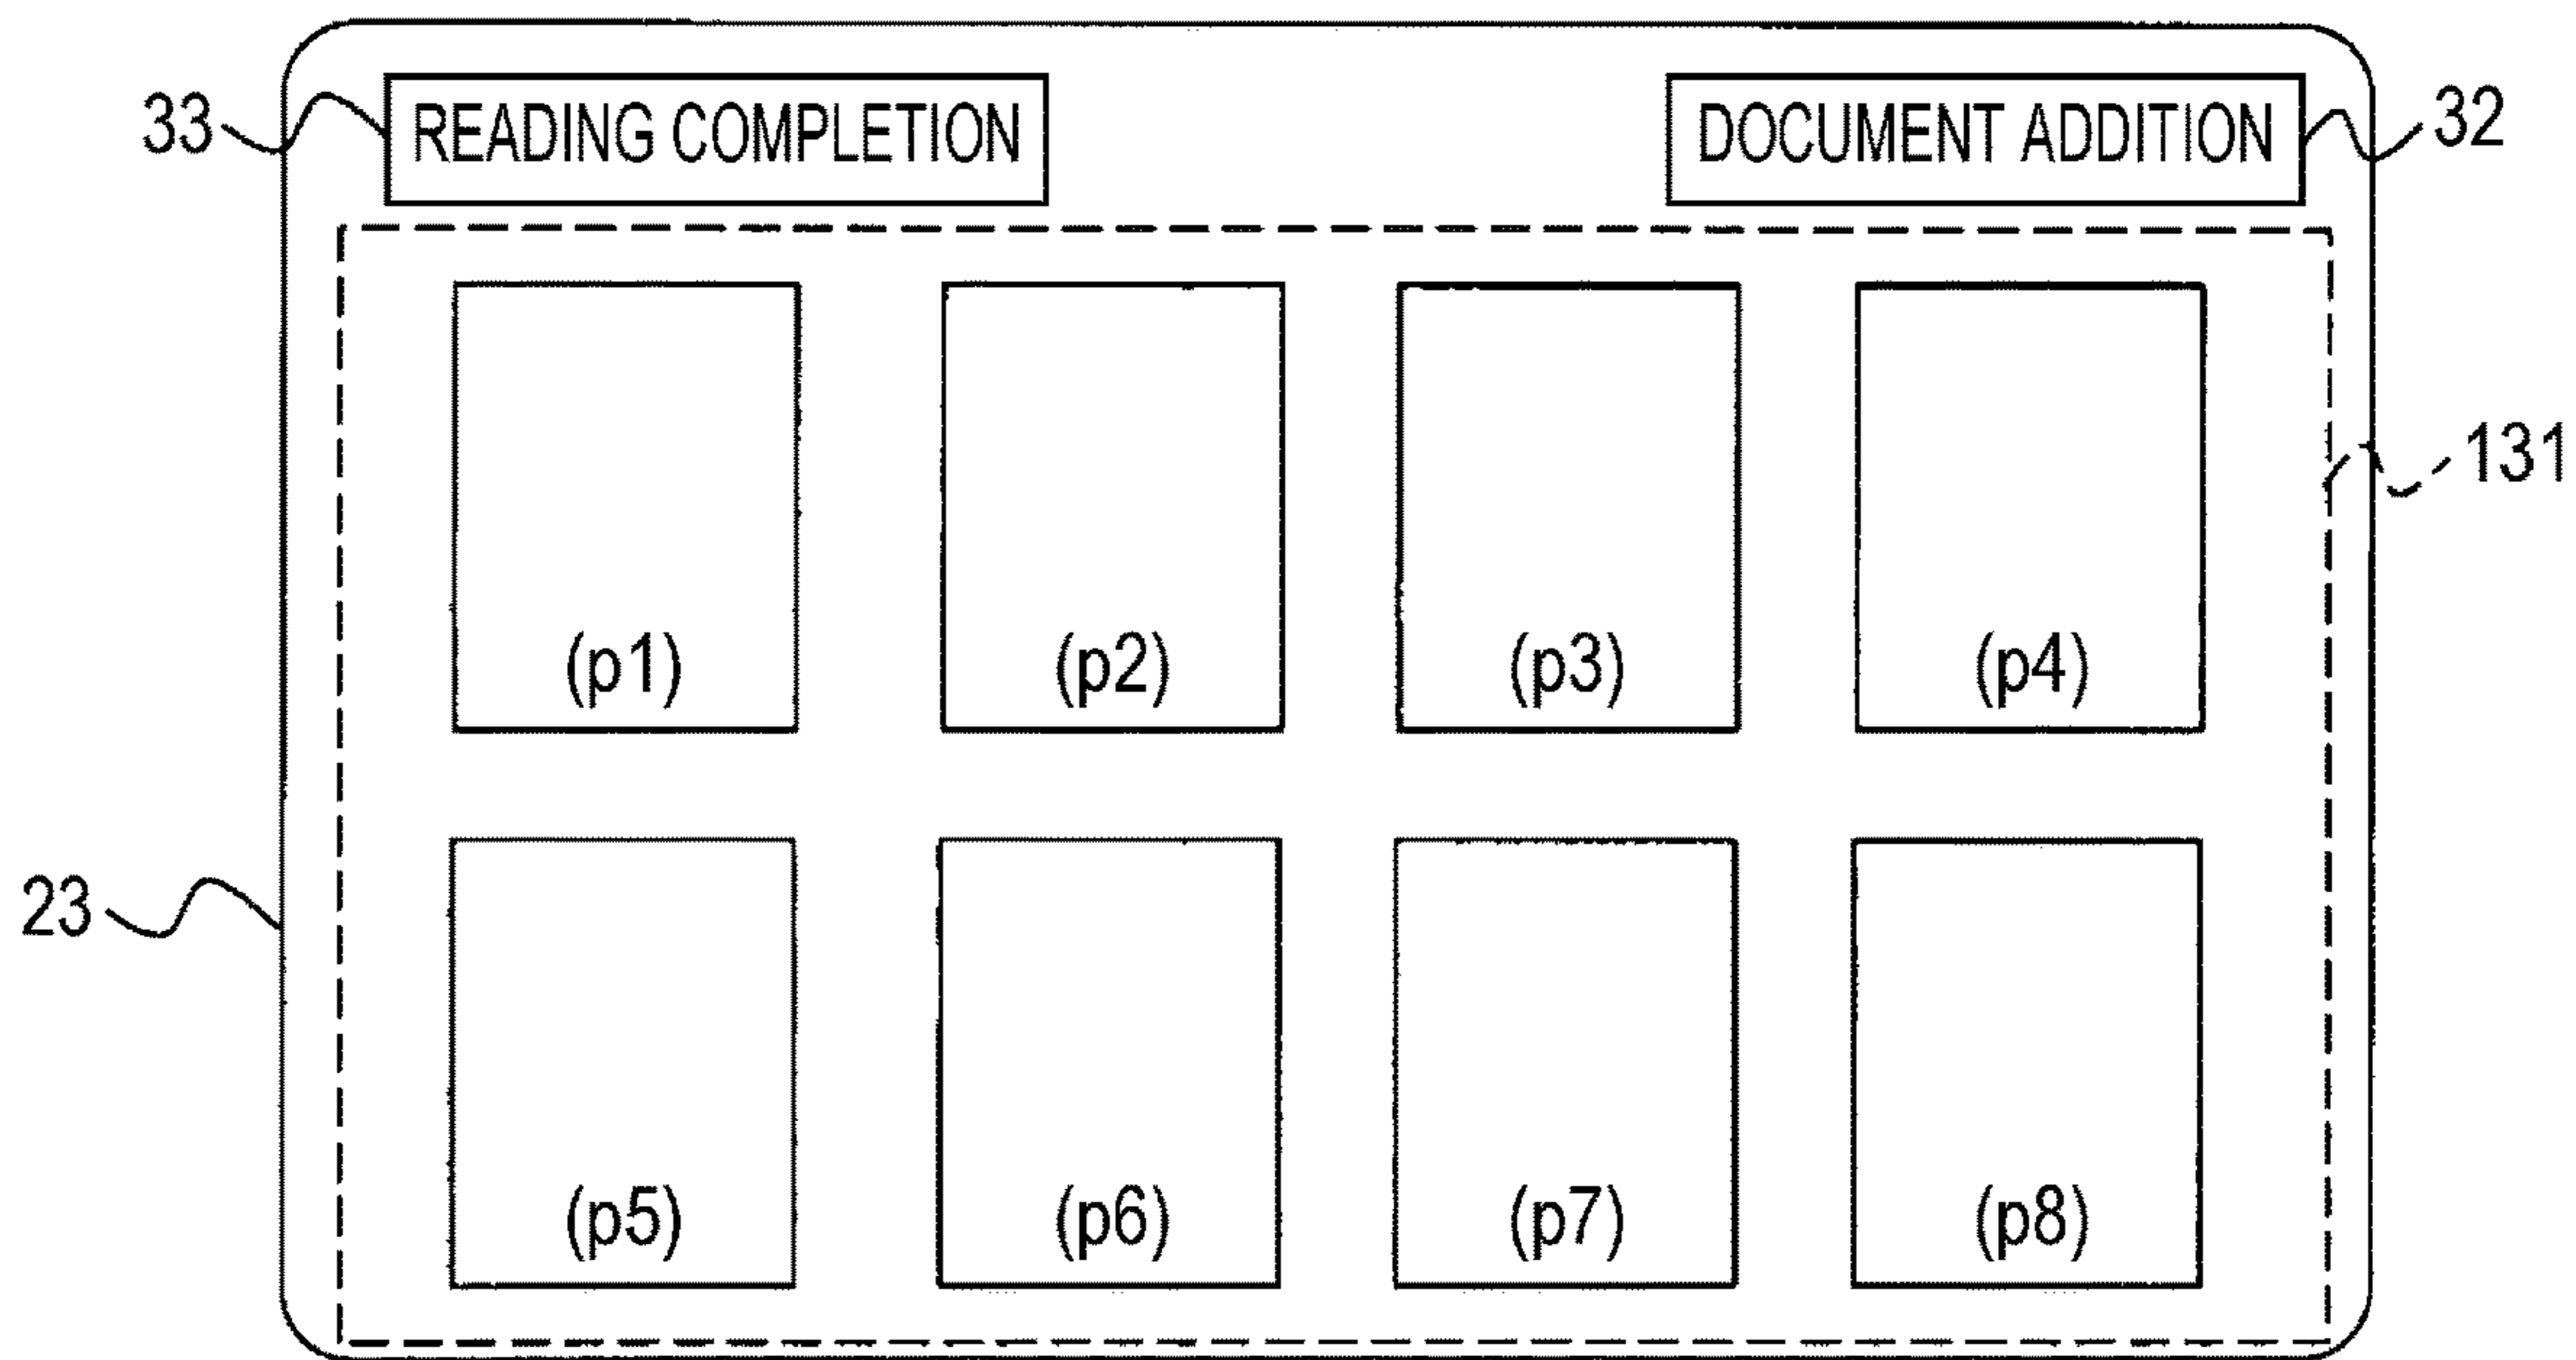 33 READING COMPLETION DOCUMENT ADDITION 32
131
(p1) (p2) (p3) (p4)
23
(p5) (p6) (p7) (p8)